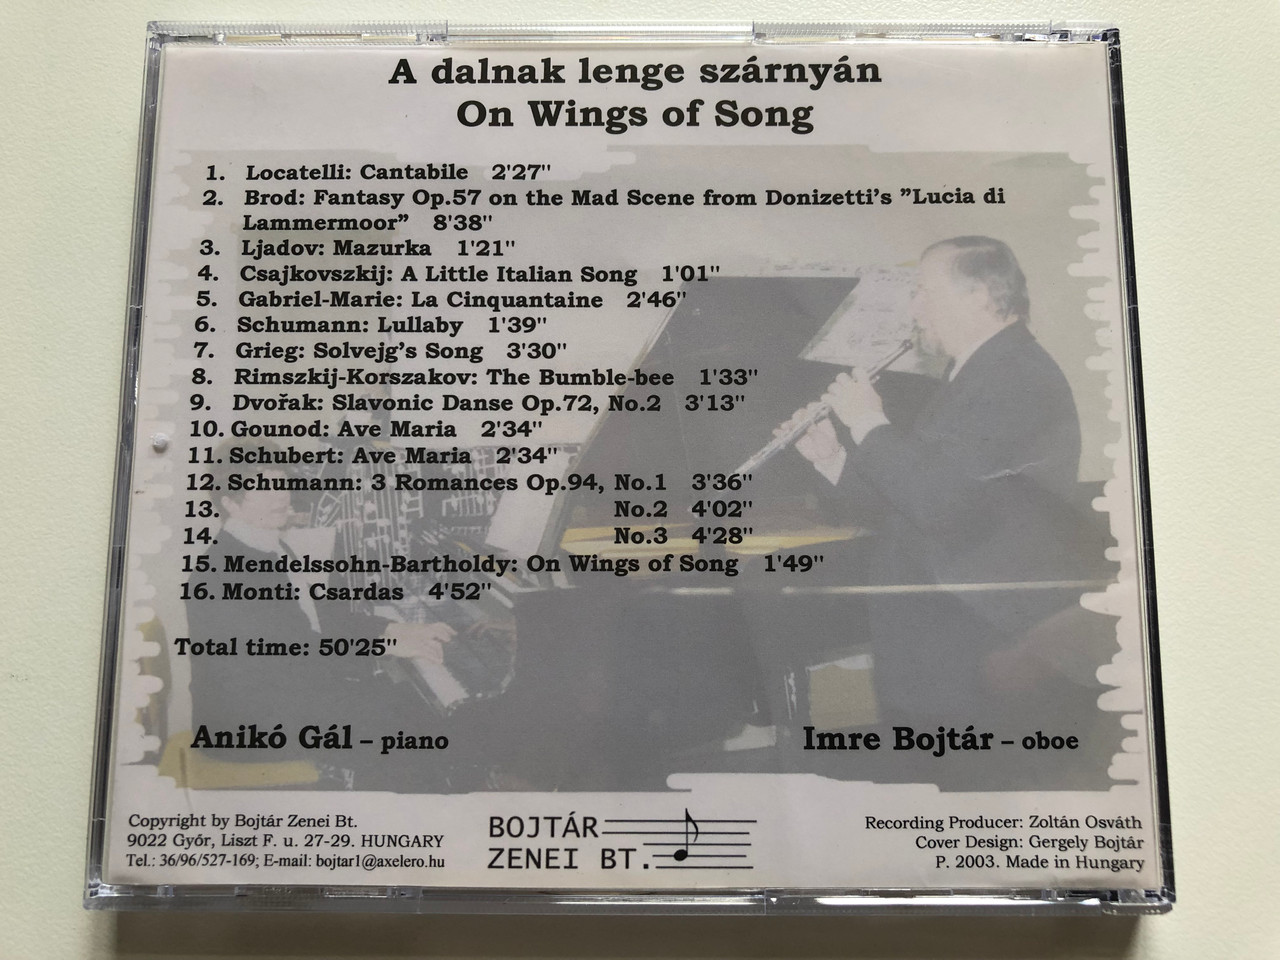 A dalnak lenge szárnyán
On Wings of Song
1. Locatelli: Cantabile 2'27"
2. Brod: Fantasy Op.57 on the Mad Scene from Donizetti's ”Lucia di
Lammermoor” 8'38"
3. Ljadov: Mazurka 1'21"
4. Csajkovszkij: A Little Italian Song 1'01"
5. Gabriel-Marie: La Cinquantaine 2'46"
6. Schumann: Lullaby 1'39"
7. Grieg: Solvejg's Song 3'30"
8. Rimszkij-Korszakov: The Bumble-bee 1'33"
9. Dvořak: Slavonic Danse Op.72, No.2 3'13"
10. Gounod: Ave Maria 2'34"
11. Schubert: Ave Maria 2'34"
12. Schumann: 3 Romances Op.94, No.1 3'36"
13. No.2 4'02"
14. No.3 4'28"
15. Mendelssohn-Bartholdy: On Wings of Song 1'49"
16. Monti: Csardas 4'52"
Total time: 50'25"
Anikó Gál – piano
Imre Bojtár – oboe
Copyright by Bojtár Zenei Bt.
9022 Győr, Liszt F. u. 27-29. HUNGARY
Tel.: 36/96/527-169; E-mail: bojtar1@axelero.hu
BOJTÁR
ZENEI BT.
Recording Producer: Zoltán Osváth
Cover Design: Gergely Bojtár
P. 2003. Made in Hungary